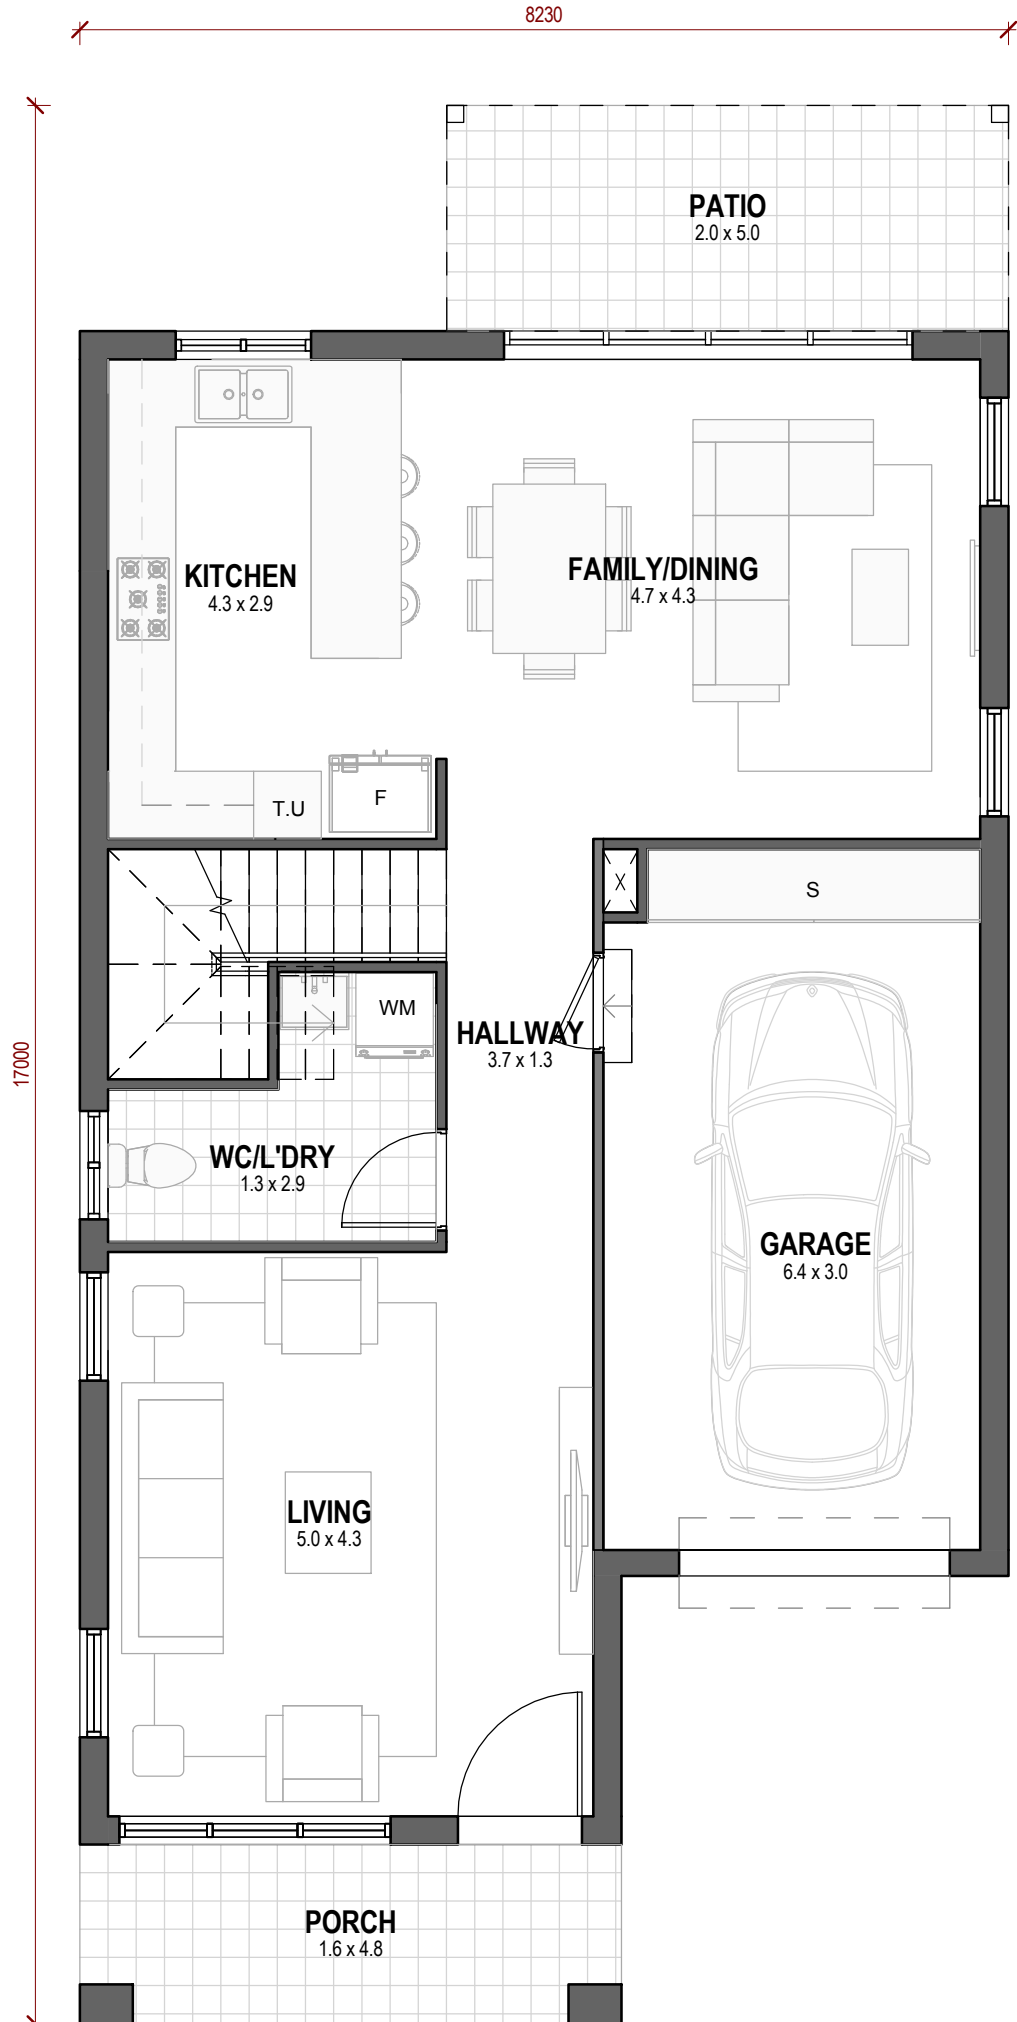 8230
PATIO
2.0 x 5.0
KITCHEN
4.3 x 2.9
FAMILY/DINING
4.7 x 4.3
T.U
F
S
X
WM
HALLWAY
3.7 x 1.3
17000
WC/L'DRY
1.3 x 2.9
GARAGE
6.4 x 3.0
LIVING
5.0 x 4.3
PORCH
1.6 x 4.8